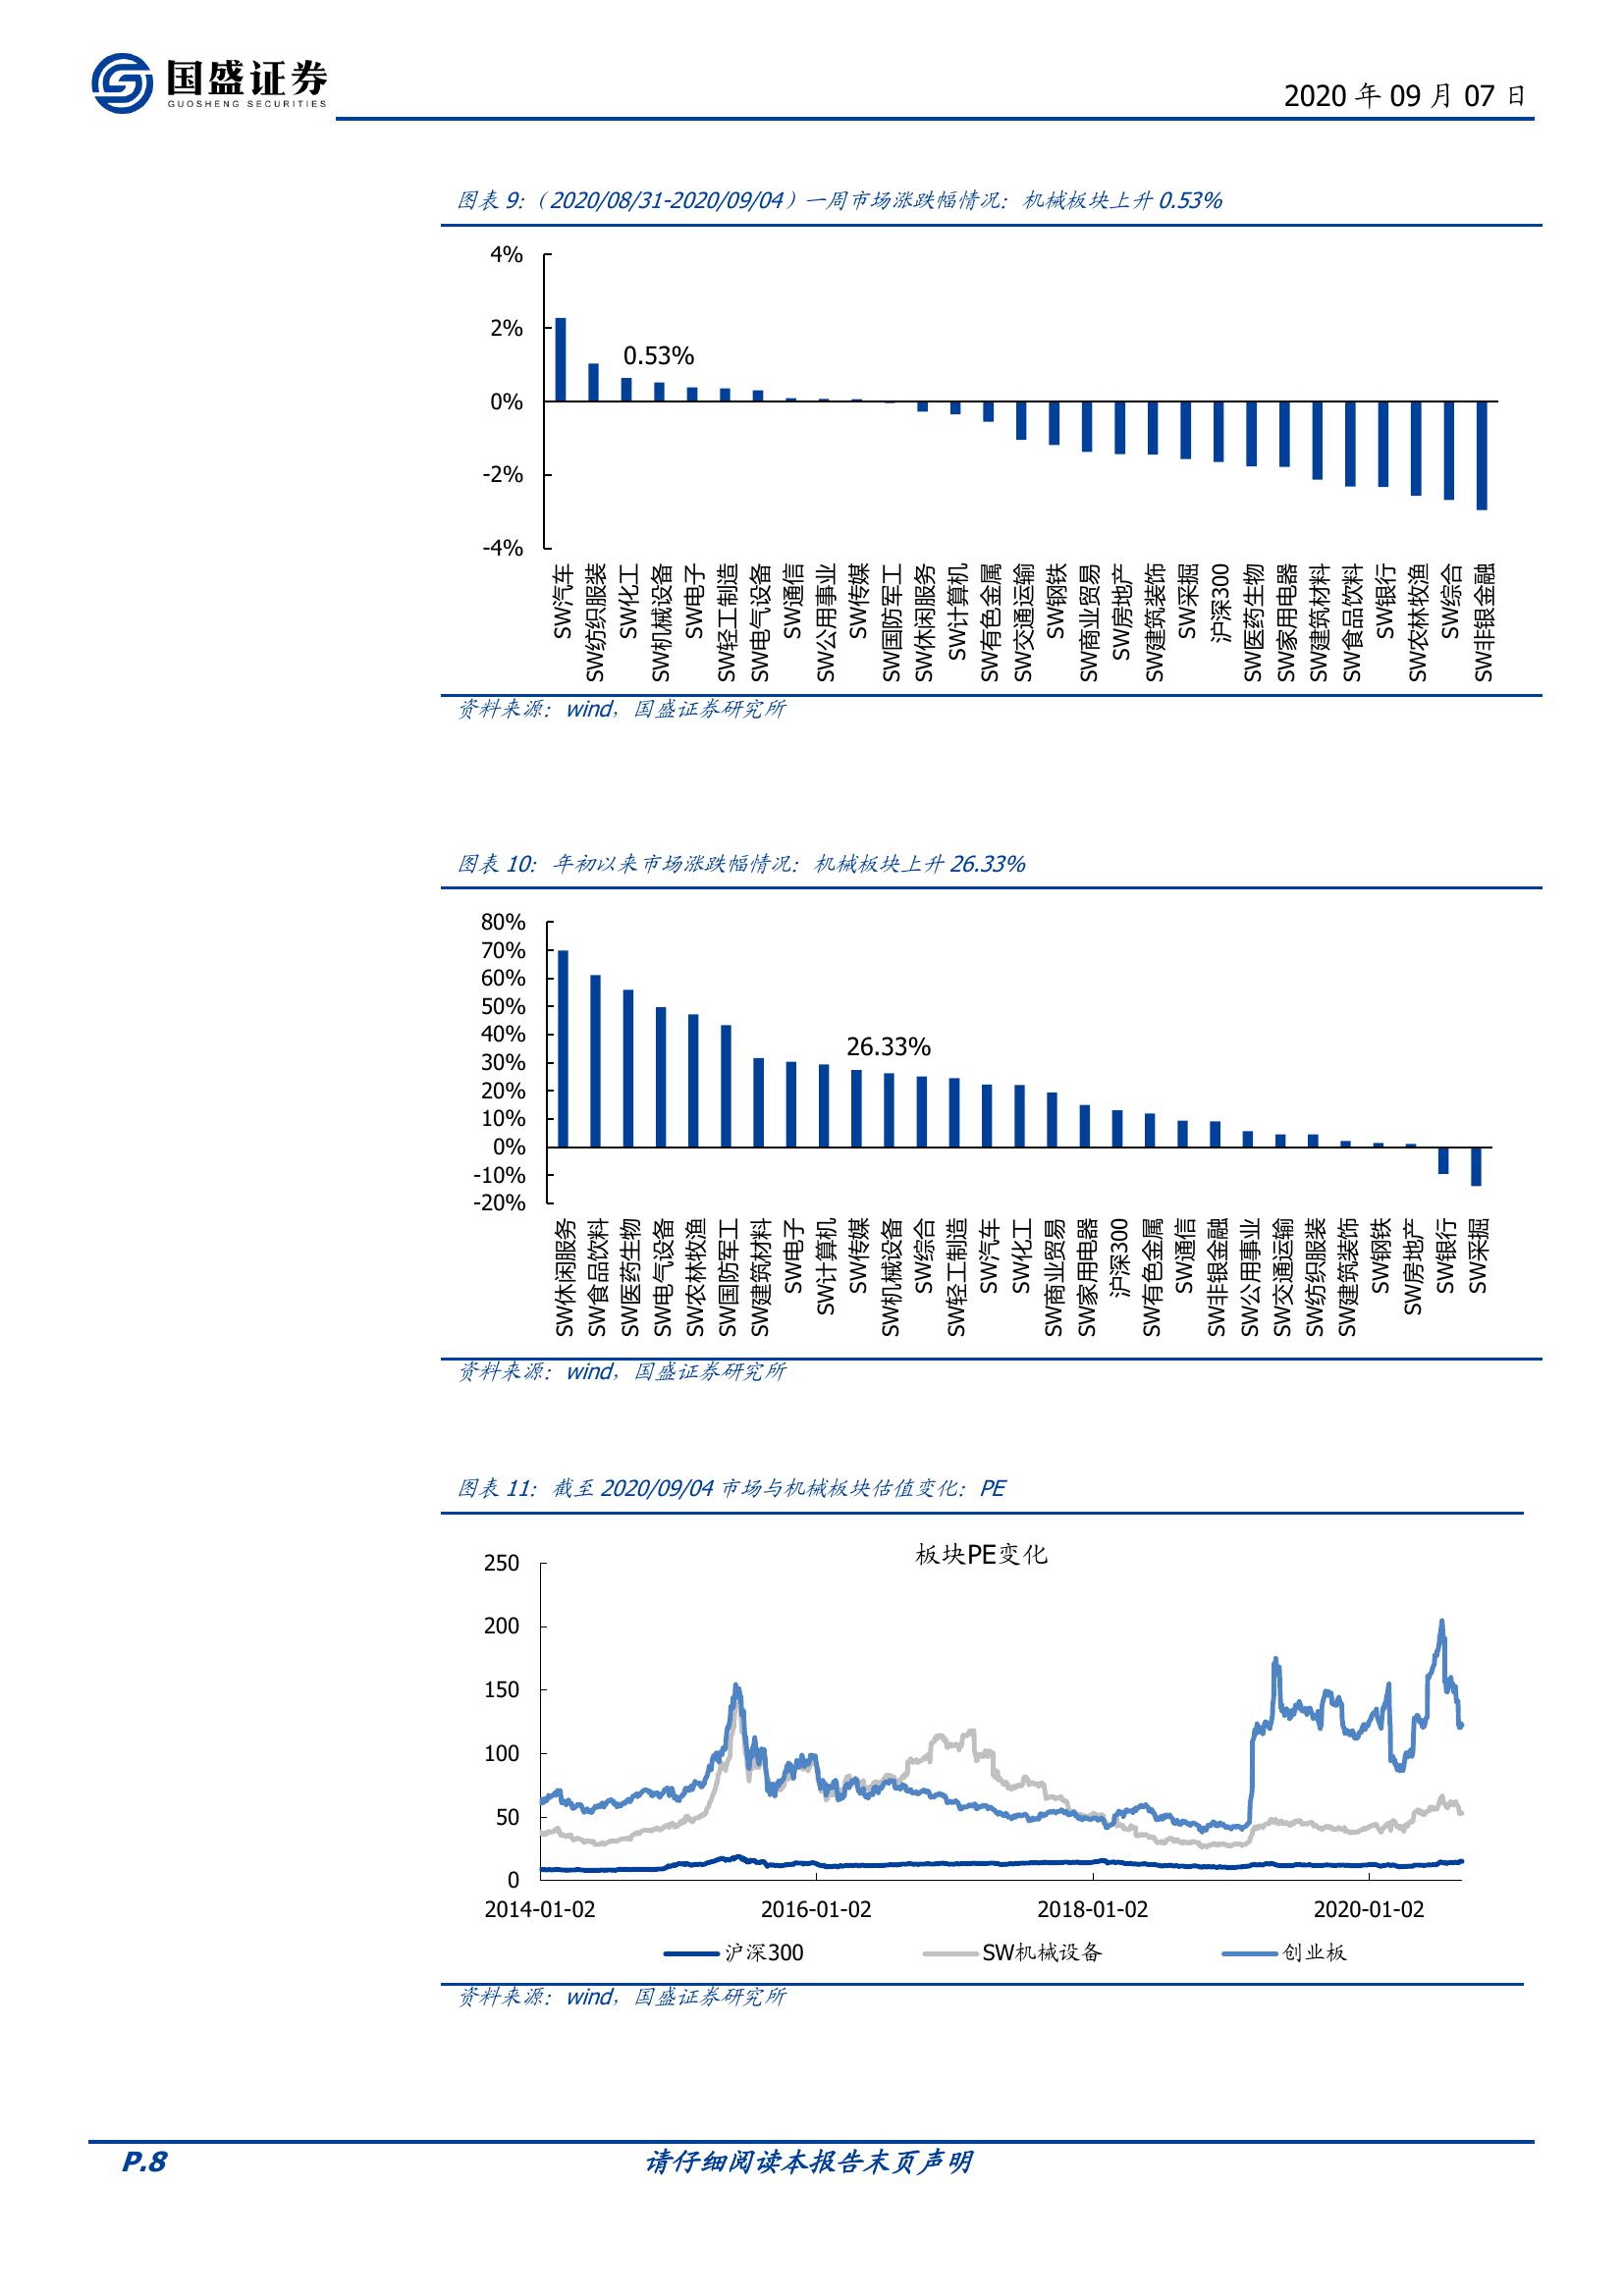 国盛证券
GUOSHENG SECURITIES
2020 年 09 月 07 日
图表 9:（2020/08/31-2020/09/04）一周市场涨跌幅情况：机械板块上升 0.53%
4%
2%
0%
-2%
-4%
0.53%
SW汽车
SW纺织服装
SW化工
SW机械设备
SW电子
SW轻工制造
SW电气设备
SW通信
SW公用事业
SW传媒
SW国防军工
SW休闲服务
SW计算机
SW有色金属
SW交通运输
SW钢铁
SW商业贸易
SW房地产
SW建筑装饰
SW采掘
沪深300
SW医药生物
SW家用电器
SW建筑材料
SW食品饮料
SW银行
SW农林牧渔
SW综合
SW非银金融
资料来源：wind，国盛证券研究所
图表 10：年初以来市场涨跌幅情况：机械板块上升 26.33%
80%
70%
60%
50%
40%
30%
20%
10%
0%
-10%
-20%
26.33%
SW休闲服务
SW食品饮料
SW医药生物
SW电气设备
SW农林牧渔
SW国防军工
SW建筑材料
SW电子
SW计算机
SW传媒
SW机械设备
SW综合
SW轻工制造
SW汽车
SW化工
SW商业贸易
SW家用电器
沪深300
SW有色金属
SW通信
SW非银金融
SW公用事业
SW交通运输
SW纺织服装
SW建筑装饰
SW钢铁
SW房地产
SW银行
SW采掘
资料来源：wind，国盛证券研究所
图表 11：截至 2020/09/04 市场与机械板块估值变化：PE
板块PE变化
250
200
150
100
50
0
2014-01-02 2016-01-02 2018-01-02 2020-01-02
沪深300 SW机械设备 创业板
资料来源：wind，国盛证券研究所
P.8 请仔细阅读本报告末页声明